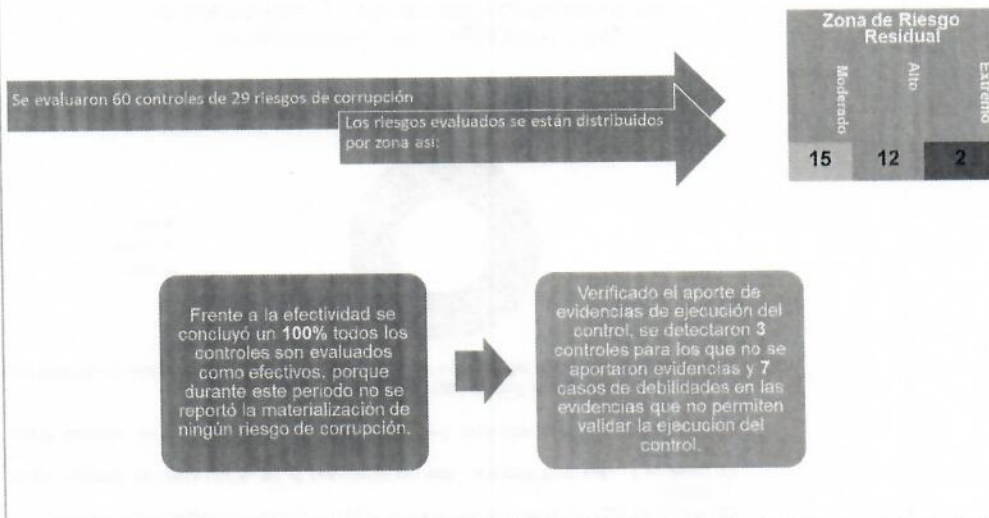 Zona de Riesgo
Residual
Moderado
Alto
Extremo
15 12 2
Se evaluaron 60 controles de 29 riesgos de corrupción
Los riesgos evaluados se están distribuidos
por zona así:
Frente a la efectividad se
concluyó un 100% todos los
controles son evaluados
como efectivos, porque
durante este periodo no se
reportó la materialización de
ningún riesgo de corrupción.
Verificado el aporte de
evidencias de ejecución del
control, se detectaron 3
controles para los que no se
aportaron evidencias y 7
casos de debilidades en las
evidencias que no permiten
validar la ejecución del
control.